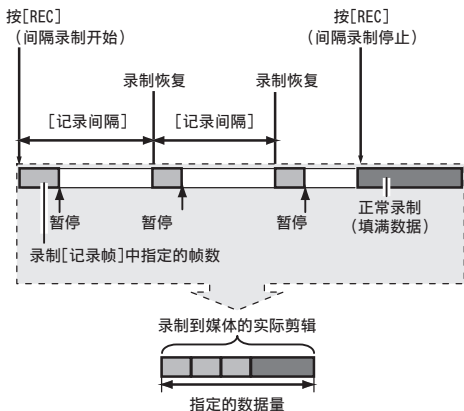 按[REC]
(间隔录制开始)
按[REC]
(间隔录制停止)
录制恢复
录制恢复
[记录间隔]
[记录间隔]
暂停
暂停
暂停
正常录制
(填满数据)
录制[记录帧]中指定的帧数
录制到媒体的实际剪辑
指定的数据量